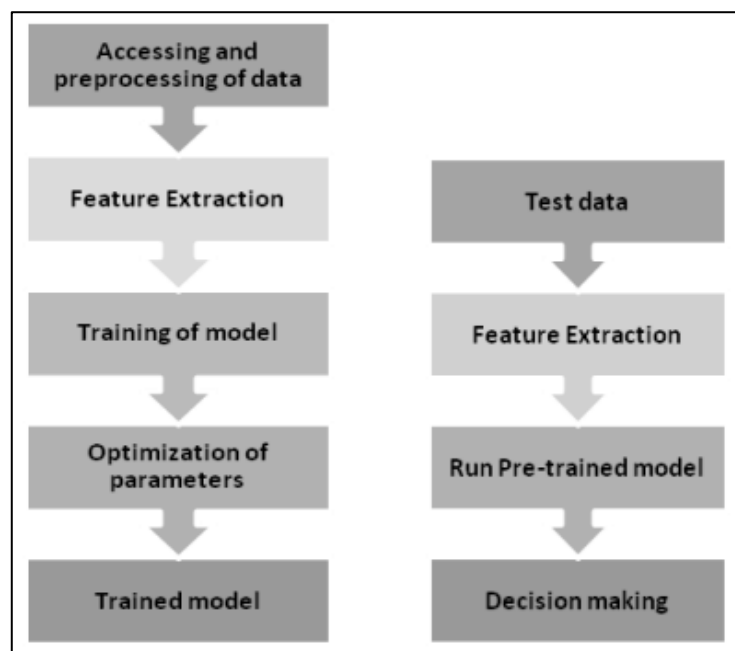 Accessing and
preprocessing of data
Feature Extraction
Training of model
Optimization of
parameters
Trained model
Test data
Feature Extraction
Run Pre-trained model
Decision making